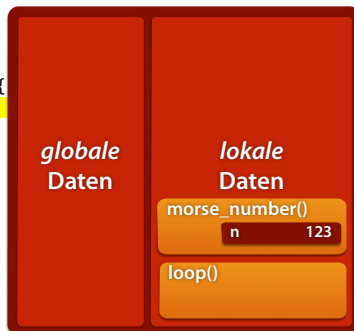 {
globale
Daten
lokale
Daten
morse_number()
n 123
loop()